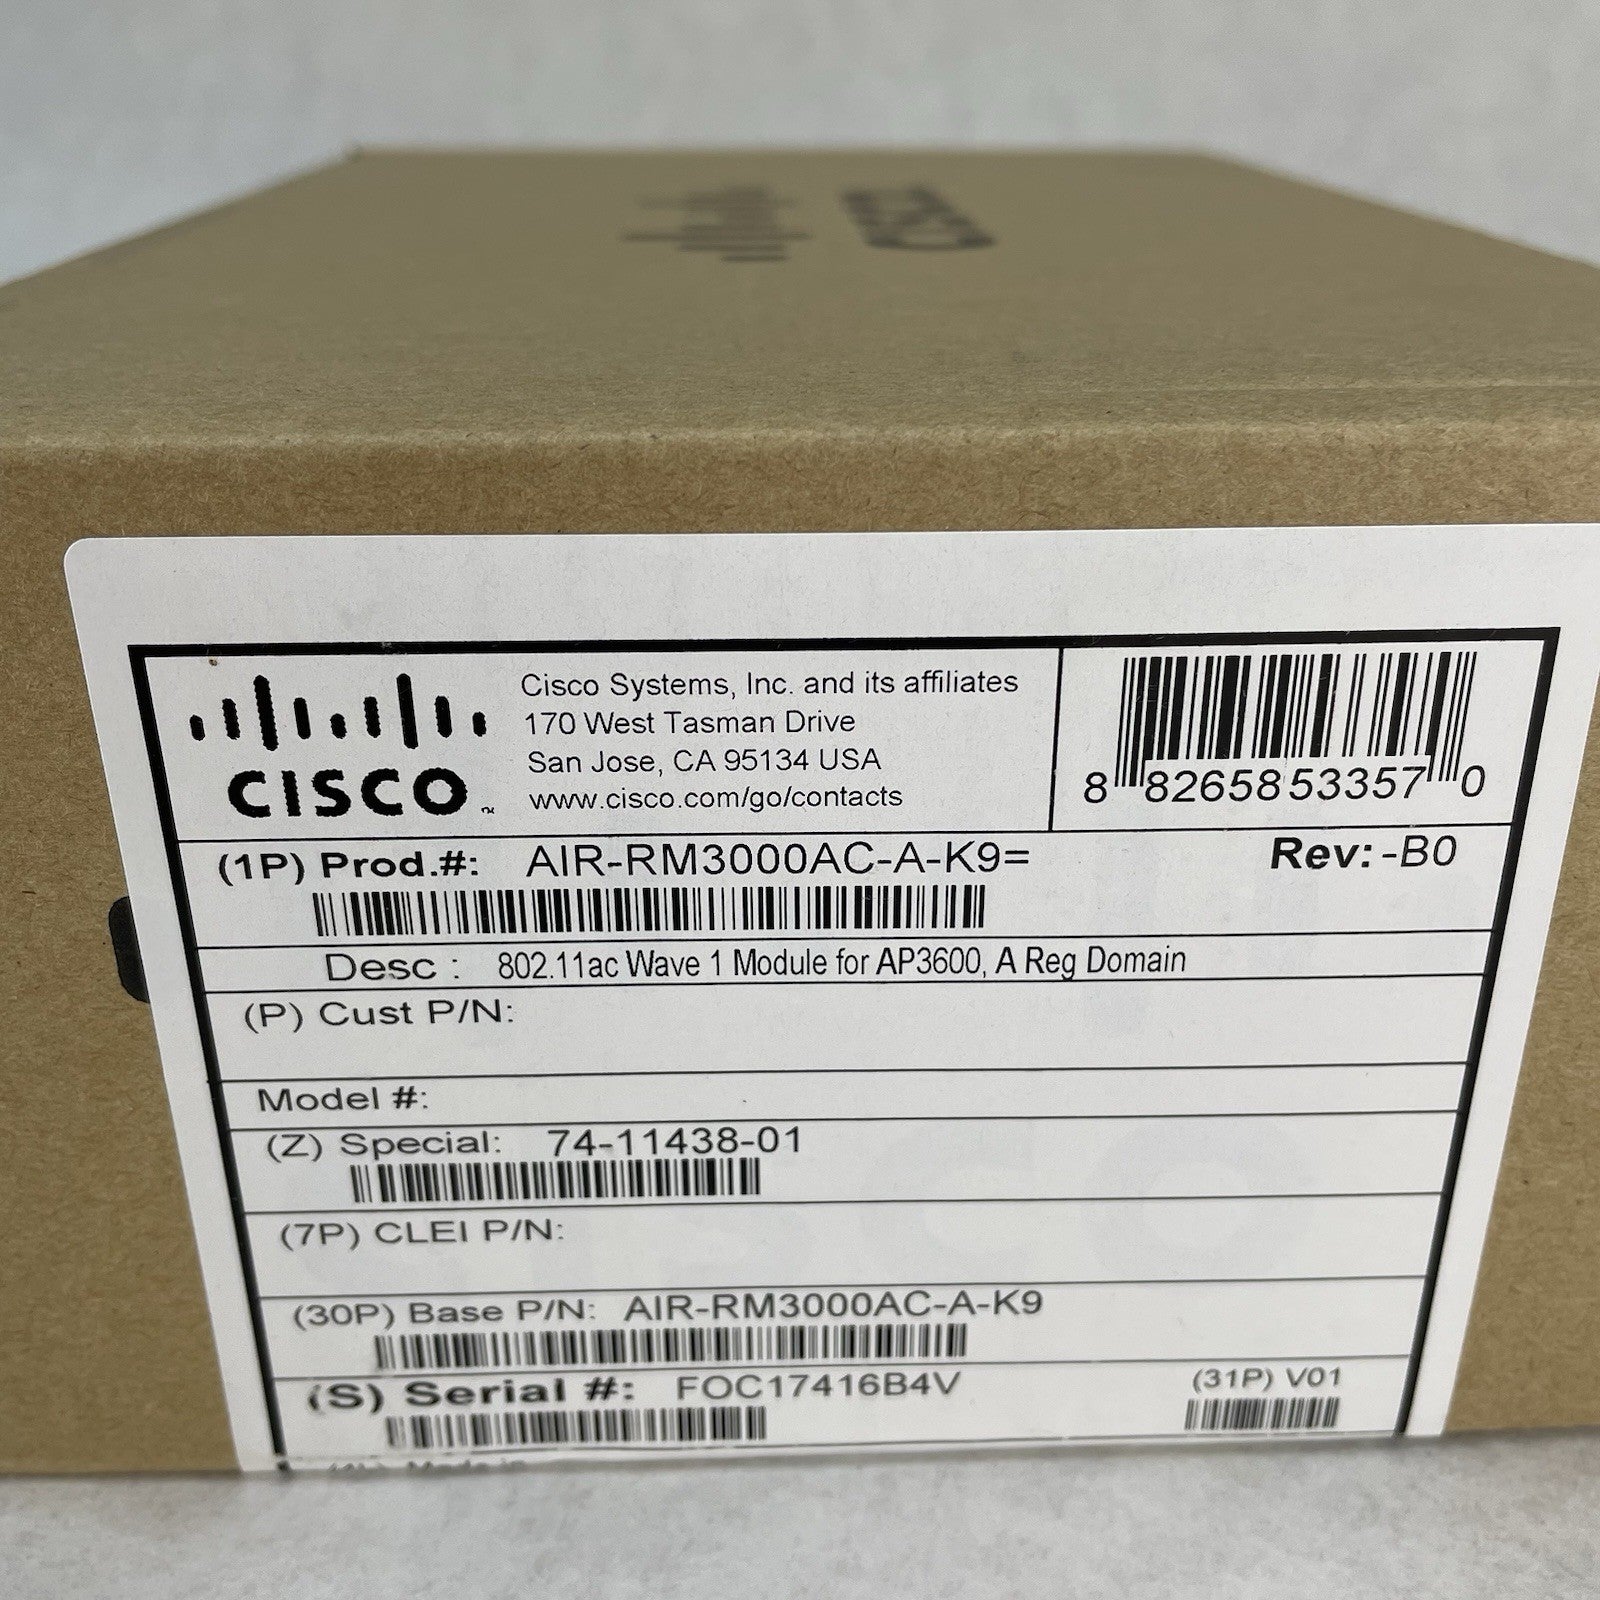 CISCO
CISCO™
Cisco Systems, Inc. and its affiliates
170 West Tasman Drive
San Jose, CA 95134 USA
www.cisco.com/go/contacts
8 82658 53357 0
(1P) Prod.#: AIR-RM3000AC-A-K9= Rev: -B0
Desc : 802.11ac Wave 1 Module for AP3600, A Reg Domain
(P) Cust P/N:
Model #:
(Z) Special: 74-11438-01
(7P) CLEI P/N:
(30P) Base P/N: AIR-RM3000AC-A-K9
(S) Serial #: FOC17416B4V (31P) V01
Made in